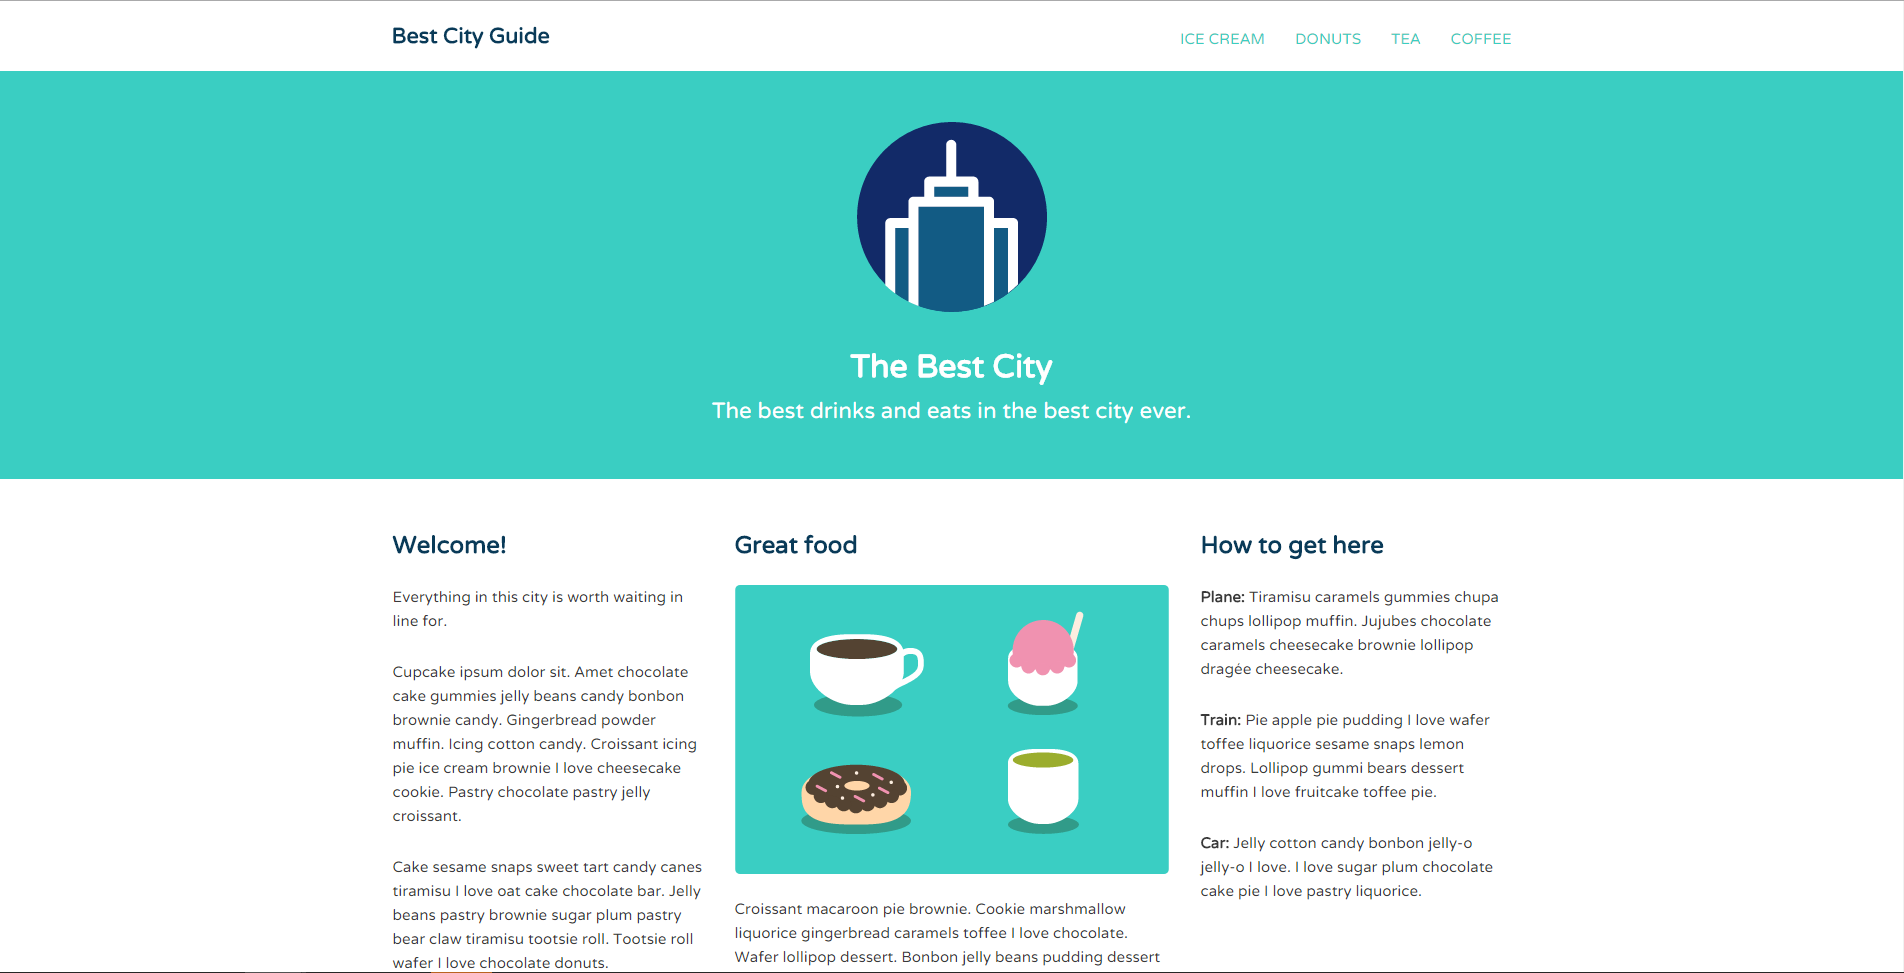 Best City Guide
ICE CREAM DONUTS TEA COFFEE
The Best City
The best drinks and eats in the best city ever.
Welcome!
Everything in this city is worth waiting in
line for.
Cupcake ipsum dolor sit. Amet chocolate
cake gummies jelly beans candy bonbon
brownie candy. Gingerbread powder
muffin. Icing cotton candy. Croissant icing
pie ice cream brownie I love cheesecake
cookie. Pastry chocolate pastry jelly
croissant.
Cake sesame snaps sweet tart candy canes
tiramisu I love oat cake chocolate bar. Jelly
beans pastry brownie sugar plum pastry
bear claw tiramisu tootsie roll. Tootsie roll
wafer I love chocolate donuts.
Great food
Croissant macaroon pie brownie. Cookie marshmallow
liquorice gingerbread caramels toffee I love chocolate.
Wafer lollipop dessert. Bonbon jelly beans pudding dessert
How to get here
Plane: Tiramisu caramels gummies chupa
chups lollipop muffin. Jujubes chocolate
caramels cheesecake brownie lollipop
dragée cheesecake.
Train: Pie apple pie pudding I love wafer
toffee liquorice sesame snaps lemon
drops. Lollipop gummi bears dessert
muffin I love fruitcake toffee pie.
Car: Jelly cotton candy bonbon jelly-o
jelly-o I love. I love sugar plum chocolate
cake pie I love pastry liquorice.